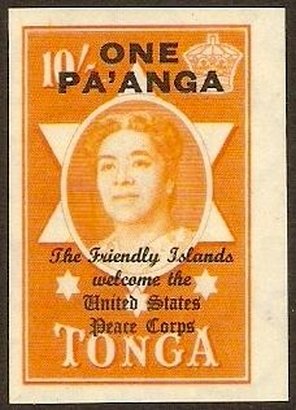 10/-
ONE
PA'ANGA
The Friendly Islands
welcome the
United States
Peace Corps
TONGA